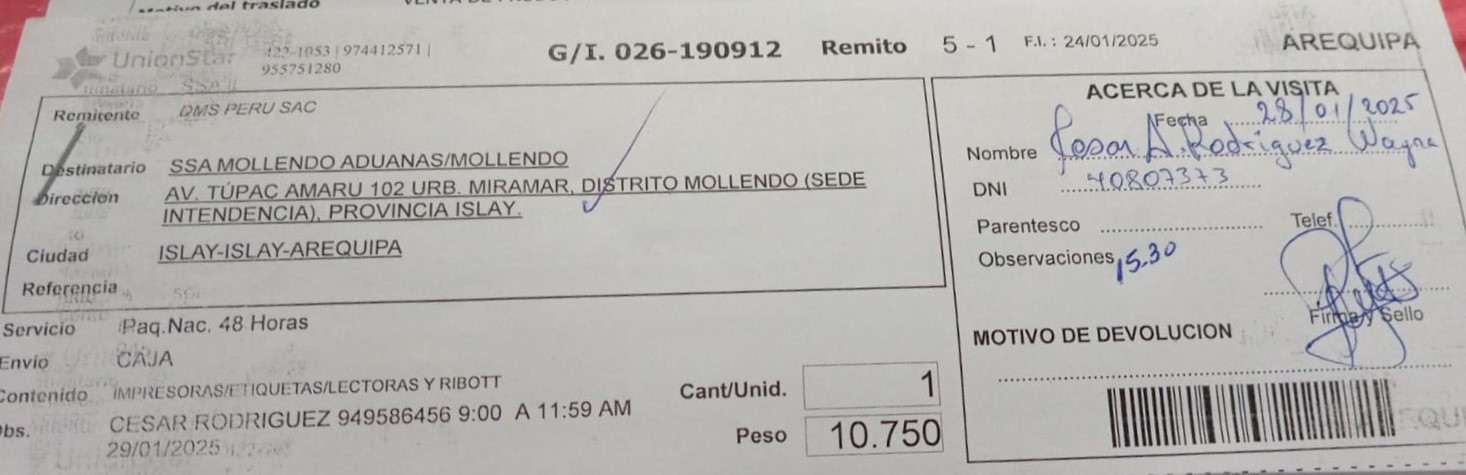 del traslado
UnionStar 422-1053 | 974412571 |
955751280
G/I. 026-190912 Remito 5 - 1 F.I.: 24/01/2025 AREQUIPA
Remitente DMS PERU SAC
Destinatario SSA MOLLENDO ADUANAS/MOLLENDO
Dirección AV. TÚPAC AMARU 102 URB. MIRAMAR, DISTRITO MOLLENDO (SEDE
INTENDENCIA), PROVINCIA ISLAY.
Ciudad ISLAY-ISLAY-AREQUIPA
Referencia
Servicio Paq.Nac. 48 Horas
Envio CAJA
Contenido IMPRESORAS/ETIQUETAS/LECTORAS Y RIBOTT
Obs. CESAR RODRIGUEZ 949586456 9:00 A 11:59 AM
29/01/2025
Cant/Unid. 1
Peso 10.750
ACERCA DE LA VISITA
Fecha 28/01/2025
Nombre A. Rodriguez Wayna
DNI 40807373
Parentesco Telef.
Observaciones 15.30
Firma y Sello
MOTIVO DE DEVOLUCION